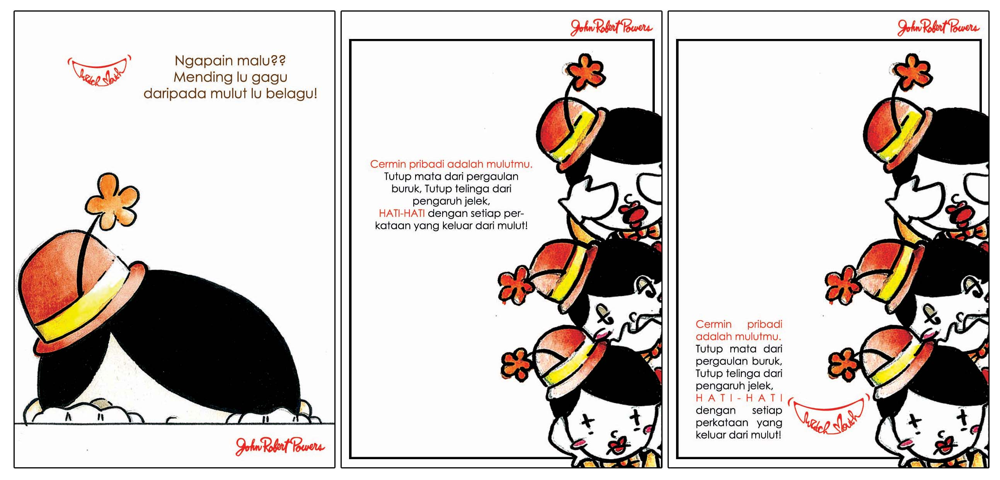 Watch Mouth
Ngapain malu??
Mending lu gagu
daripada mulut lu belagu!
John Robert Powers
John Robert Powers
Cermin pribadi adalah mulutmu.
Tutup mata dari pergaulan
buruk, Tutup telinga dari
pengaruh jelek,
HATI-HATI dengan setiap per-
kataan yang keluar dari mulut!
John Robert Powers
Cermin pribadi
adalah mulutmu.
Tutup mata dari
pergaulan buruk,
Tutup telinga dari
pengaruh jelek,
HATI-HATI
dengan setiap
perkataan yang
keluar dari mulut!
Watch Mouth